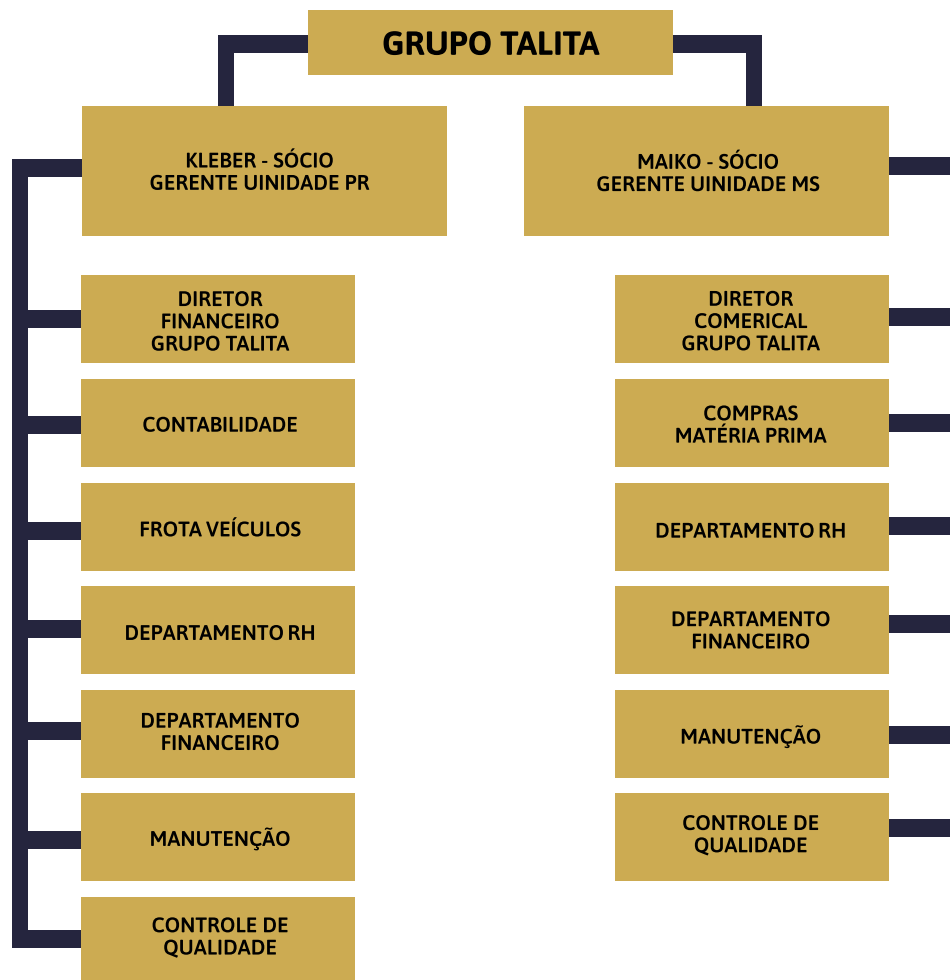 GRUPO TALITA
KLEBER - SÓCIO
GERENTE UINIDADE PR
MAIKO - SÓCIO
GERENTE UINIDADE MS
DIRETOR
FINANCEIRO
GRUPO TALITA
CONTABILIDADE
FROTA VEÍCULOS
DEPARTAMENTO RH
DEPARTAMENTO
FINANCEIRO
MANUTENÇÃO
CONTROLE DE
QUALIDADE
DIRETOR
COMERICAL
GRUPO TALITA
COMPRAS
MATÉRIA PRIMA
DEPARTAMENTO RH
DEPARTAMENTO
FINANCEIRO
MANUTENÇÃO
CONTROLE DE
QUALIDADE